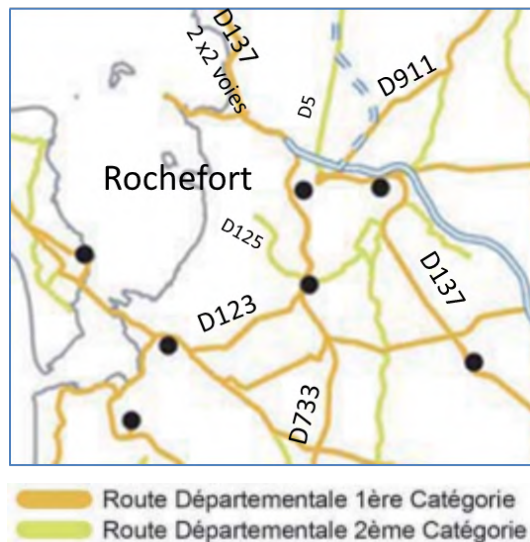 D137
2 x2 voies
D911
D5
Rochefort
D125
D137
D123
D733
Route Départementale 1ère Catégorie
Route Départementale 2ème Catégorie